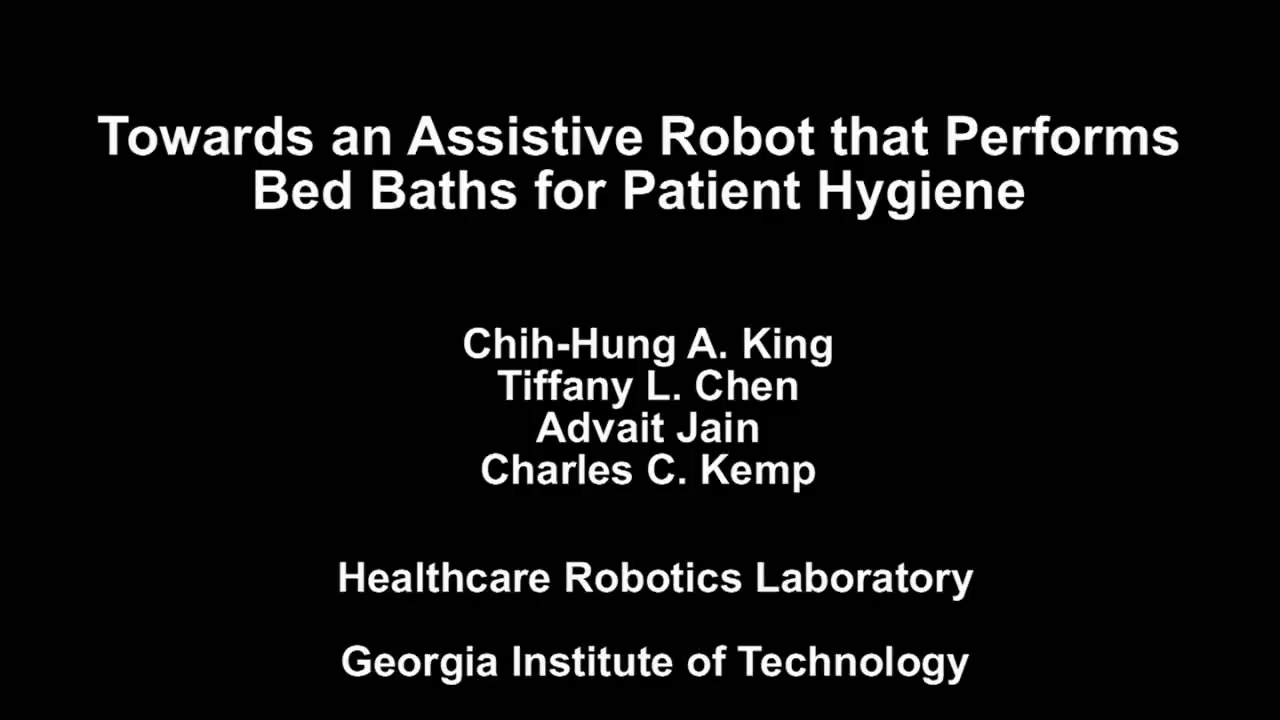 Towards an Assistive Robot that Performs
Bed Baths for Patient Hygiene
Chih-Hung A. King
Tiffany L. Chen
Advait Jain
Charles C. Kemp
Healthcare Robotics Laboratory
Georgia Institute of Technology